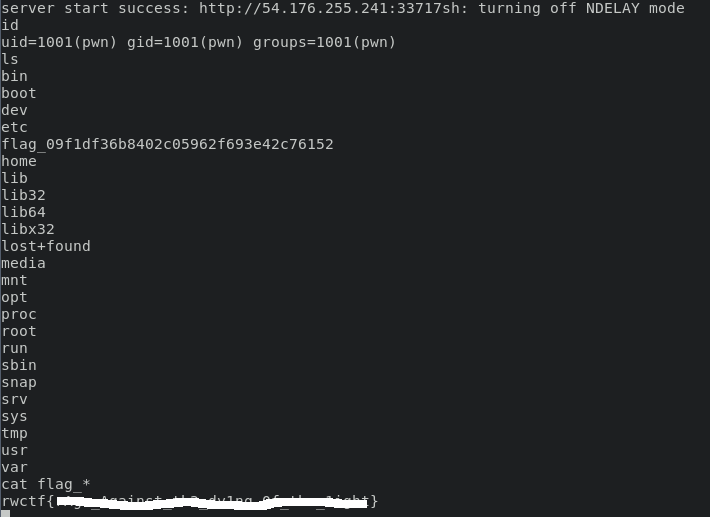 server start success: http://54.176.255.241:33717sh: turning off NDELAY mode
id
uid=1001(pwn) gid=1001(pwn) groups=1001(pwn)
ls
bin
boot
dev
etc
flag_09f1df36b8402c05962f693e42c76152
home
lib
lib32
lib64
libx32
lost+found
media
mnt
opt
proc
root
run
sbin
snap
srv
sys
tmp
usr
var
cat flag_*
rwctf{ }